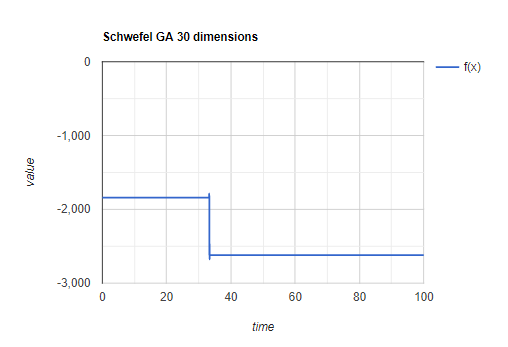 Schwefel GA 30 dimensions
f(x)
0
-1,000
-2,000
-3,000
value
0 20 40 60 80 100
time